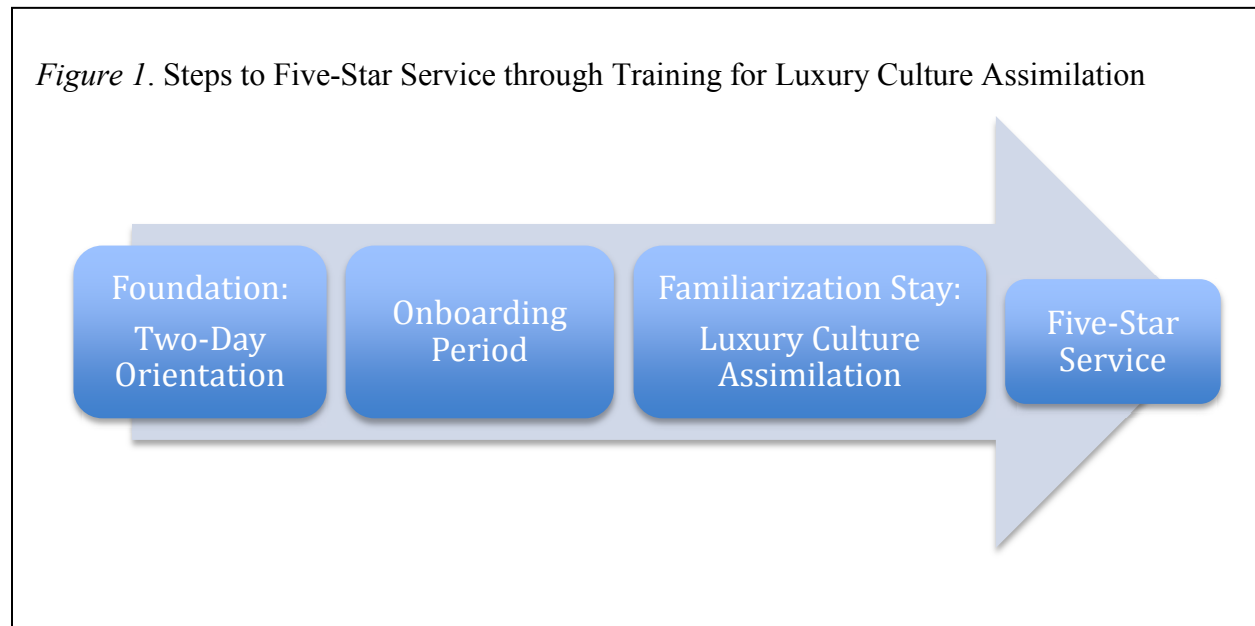 Figure 1. Steps to Five-Star Service through Training for Luxury Culture Assimilation
Foundation:
Two-Day
Orientation
Onboarding
Period
Familiarization Stay:
Luxury Culture
Assimilation
Five-Star
Service